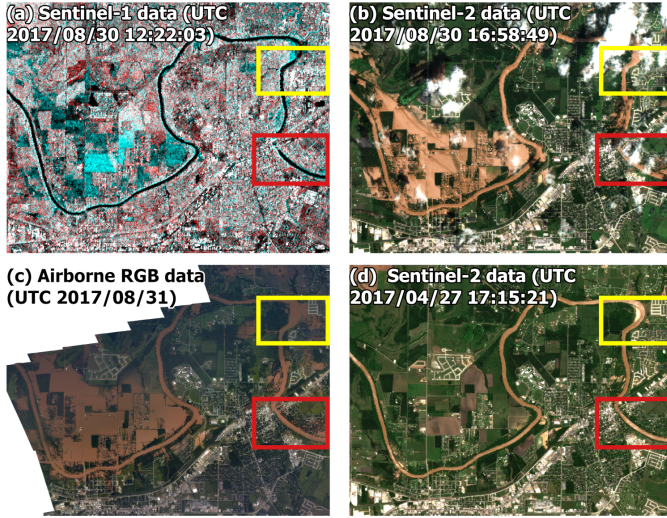 (a) Sentinel-1 data (UTC
2017/08/30 12:22:03)
(b) Sentinel-2 data (UTC
2017/08/30 16:58:49)
(c) Airborne RGB data
(UTC 2017/08/31)
(d) Sentinel-2 data (UTC
2017/04/27 17:15:21)